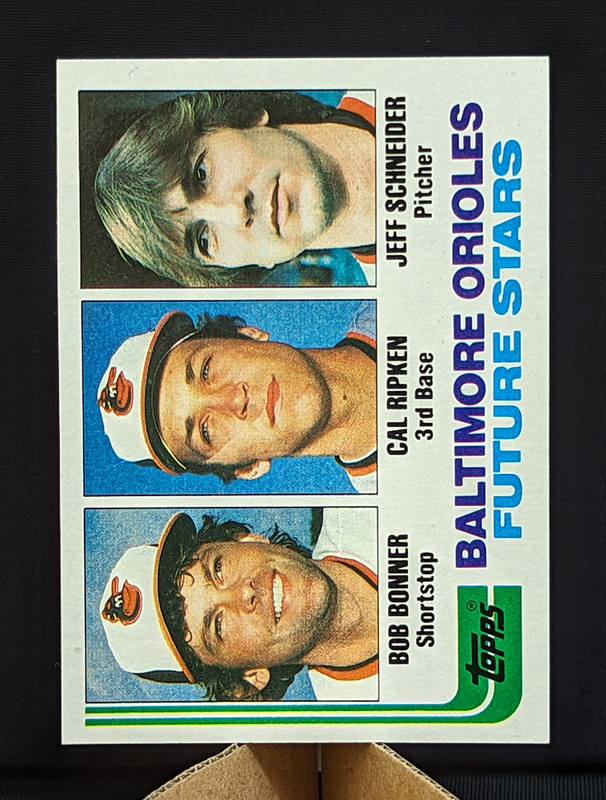 BOB BONNER
Shortstop
CAL RIPKEN
3rd Base
JEFF SCHNEIDER
Pitcher
TOPPS®
BALTIMORE ORIOLES
FUTURE STARS